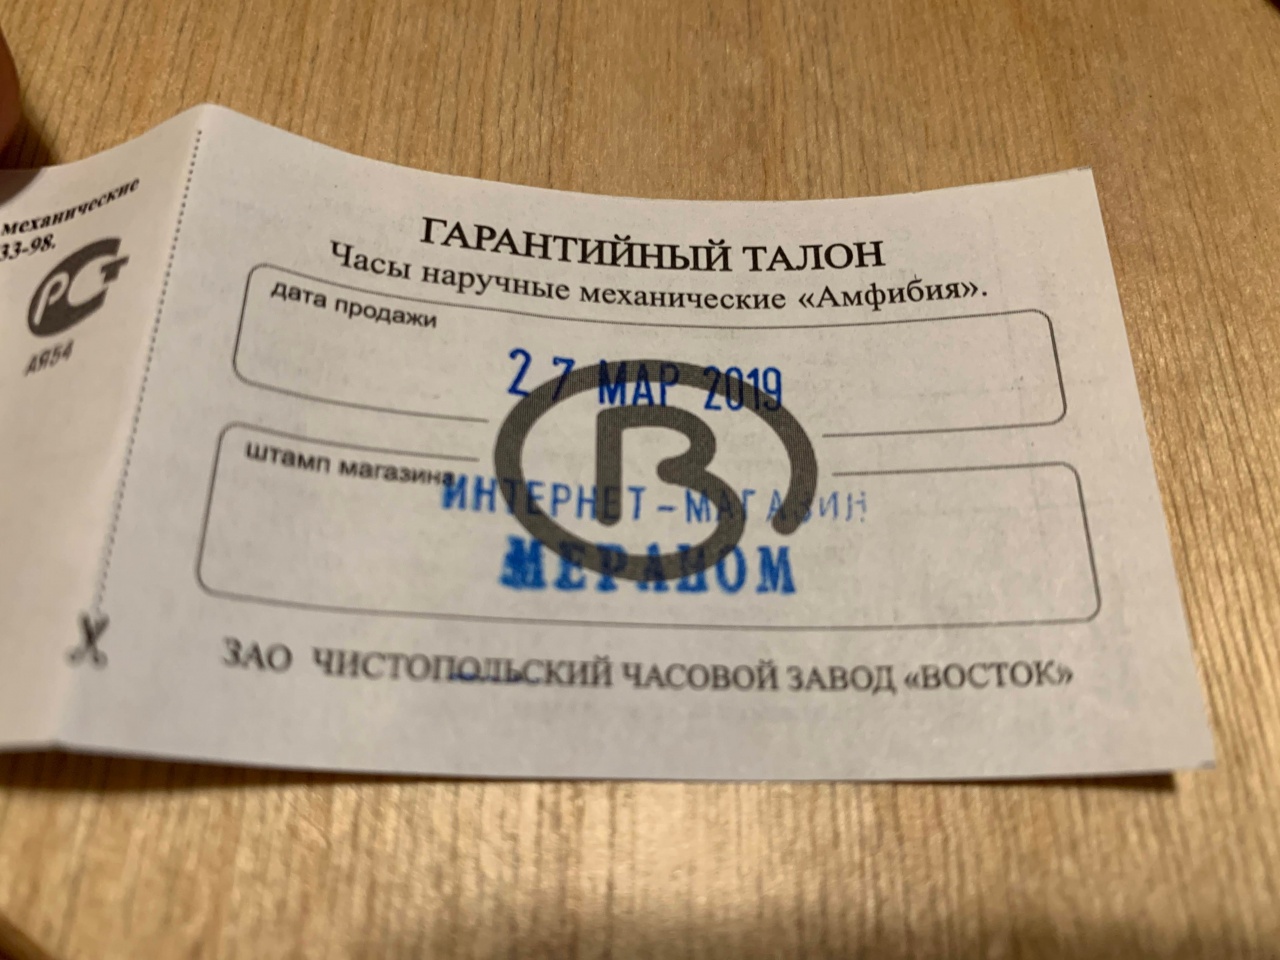 механические
33-98.
РСТ
АЯ54
ГАРАНТИЙНЫЙ ТАЛОН
Часы наручные механические «Амфибия».
дата продажи
27 МАР 2019
В
штамп магазина
ИНТЕРНЕТ-МАГАЗИН
МЕРАНОМ
ЗАО ЧИСТОПОЛЬСКИЙ ЧАСОВОЙ ЗАВОД «ВОСТОК»